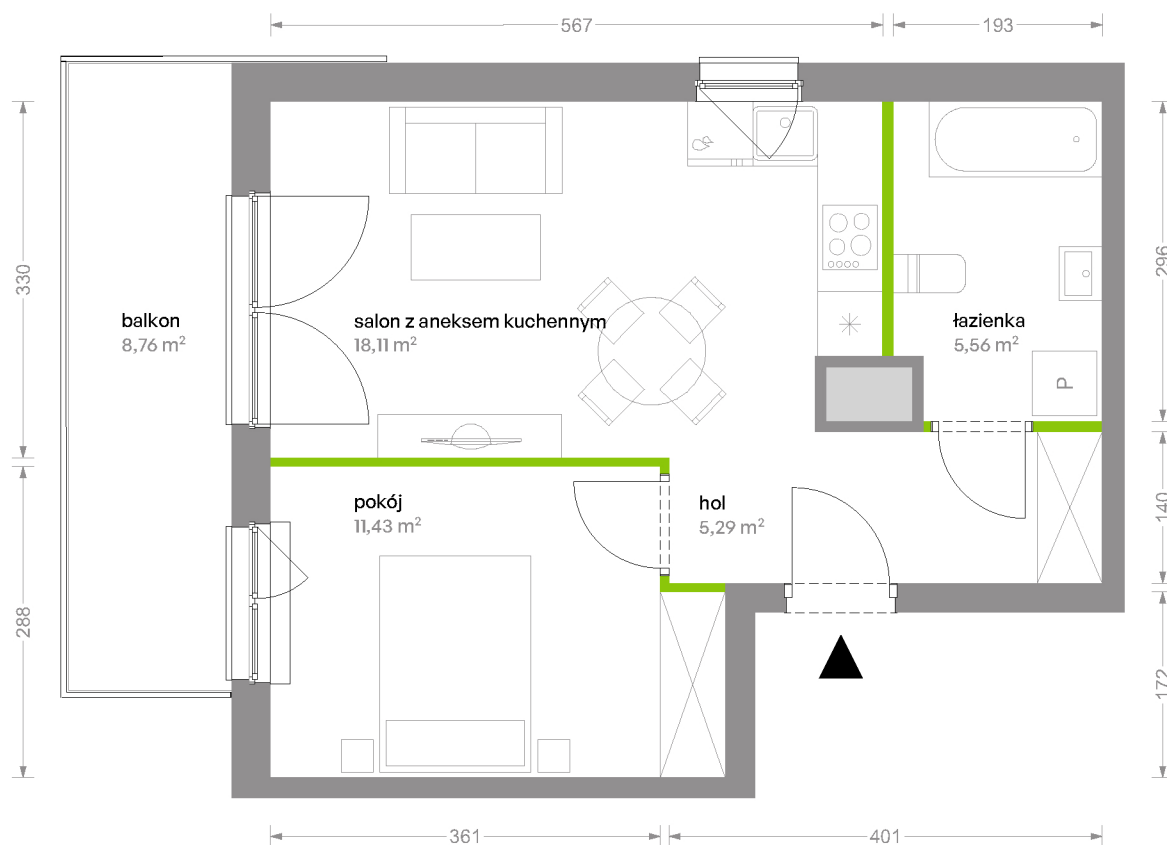 567
193
330
296
balkon
8,76 m²
salon z aneksem kuchennym
18,11 m²
łazienka
5,56 m²
P
pokój
11,43 m²
hol
5,29 m²
140
288
172
361
401